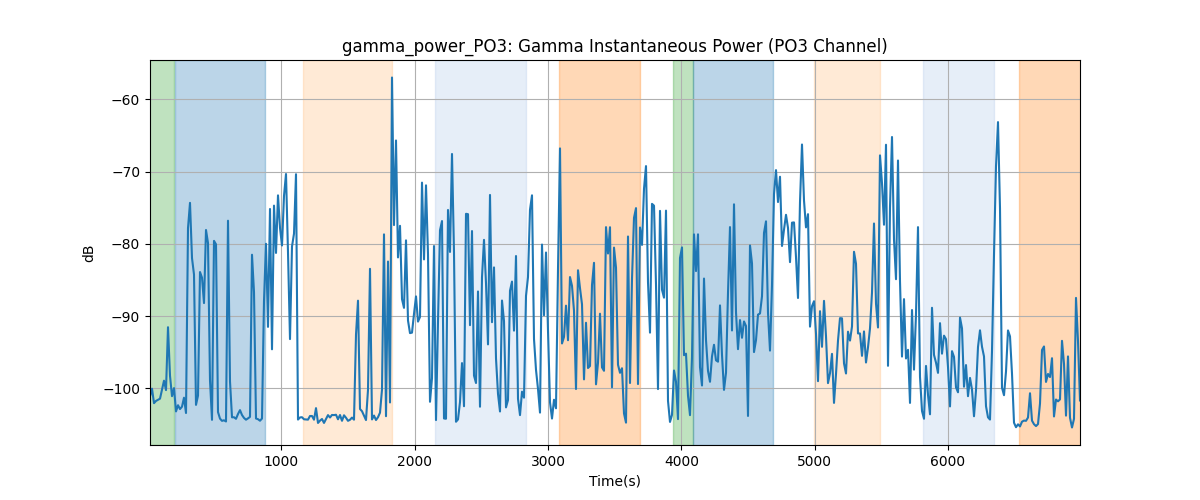 gamma_power_PO3: Gamma Instantaneous Power (PO3 Channel)
−60
−70
−80
−90
−100
dB
1000 2000 3000 4000 5000 6000
Time(s)